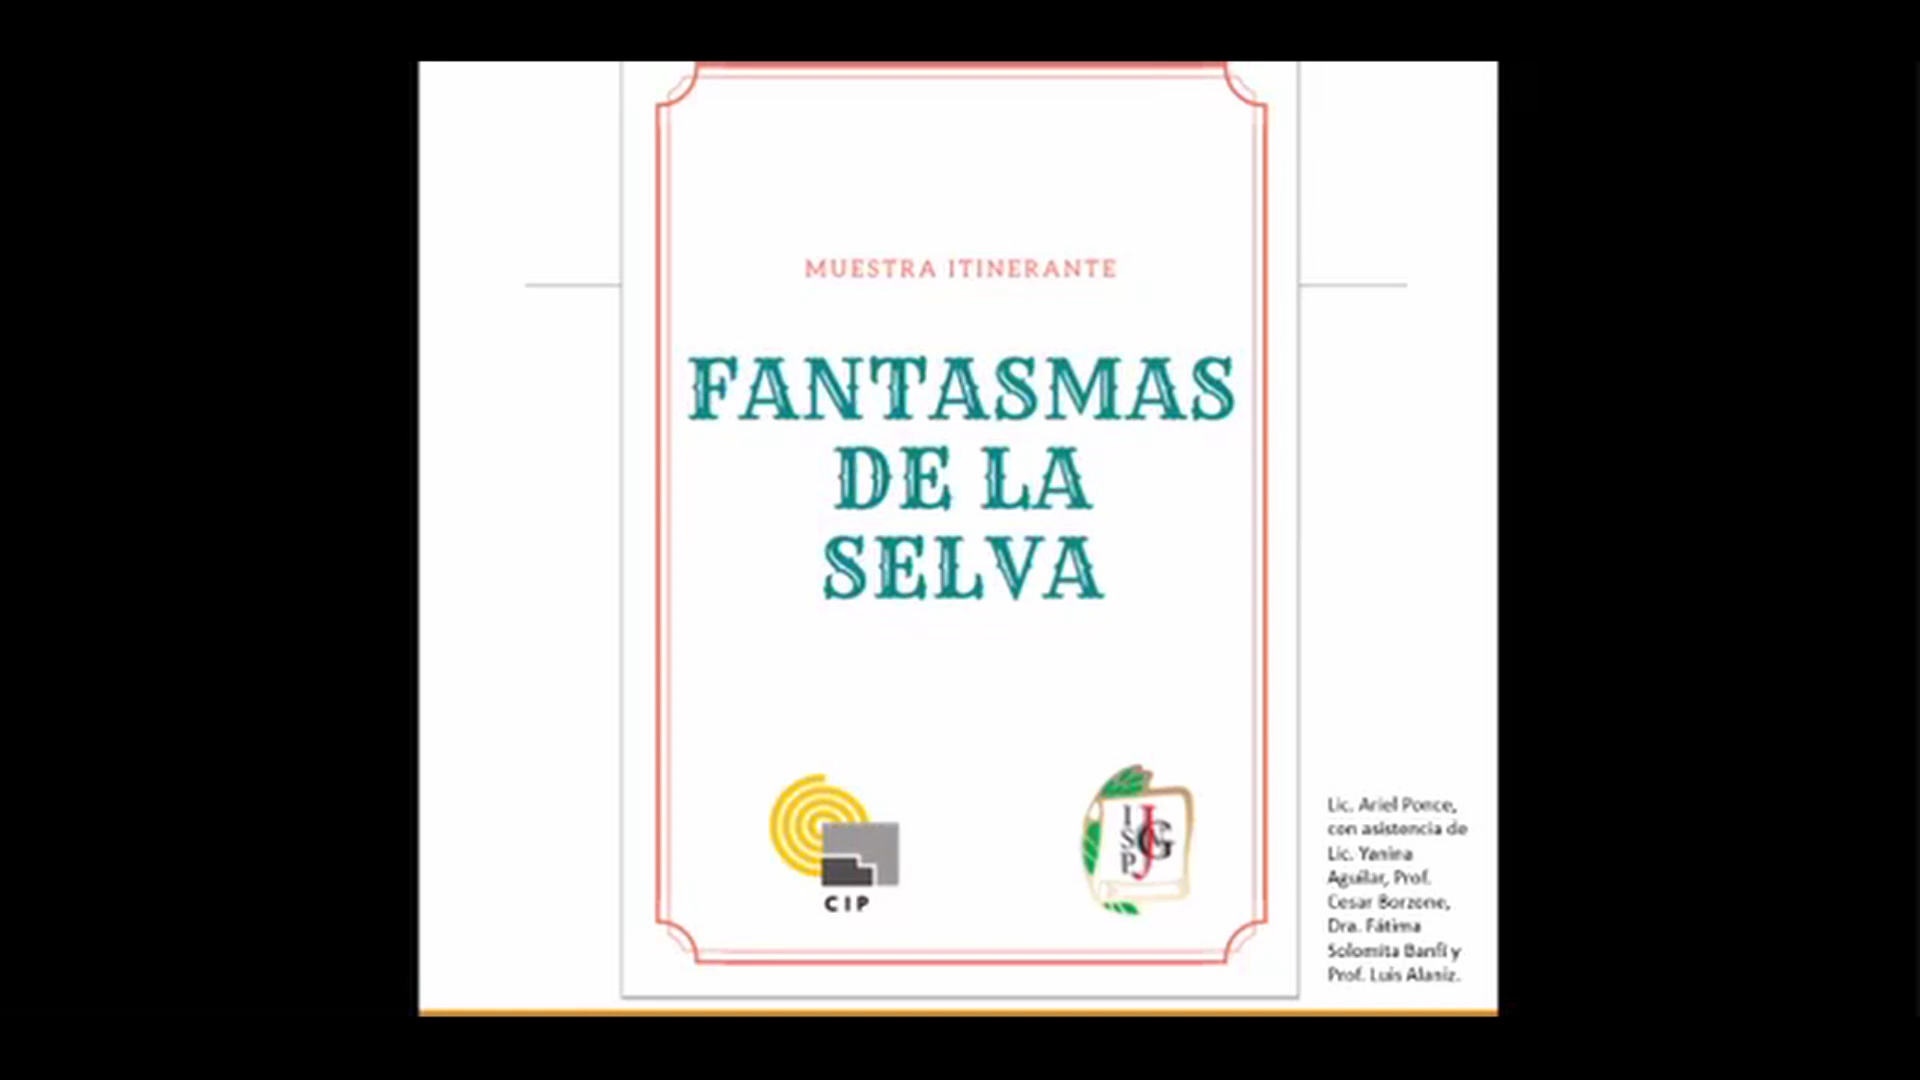 MUESTRA ITINERANTE
FANTASMAS
DE LA
SELVA
CIP
I
S
P
JG
Lic. Ariel Ponce,
con asistencia de
Lic. Yanina
Aguilar, Prof.
Cesar Borzone,
Dra. Fátima
Solomita Banfi y
Prof. Luis Alaniz.